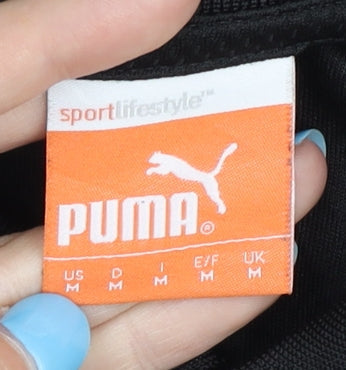 sportlifestyle™
PUMA®
US D I E/F UK
M M M M M